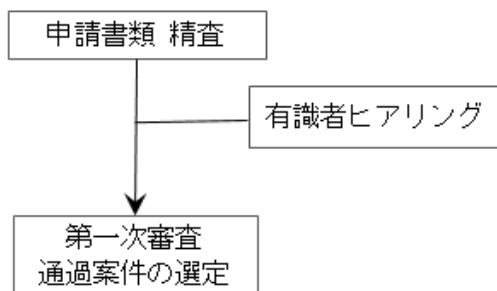 申請書類 精査
有識者ヒアリング
第一次審査
通過案件の選定